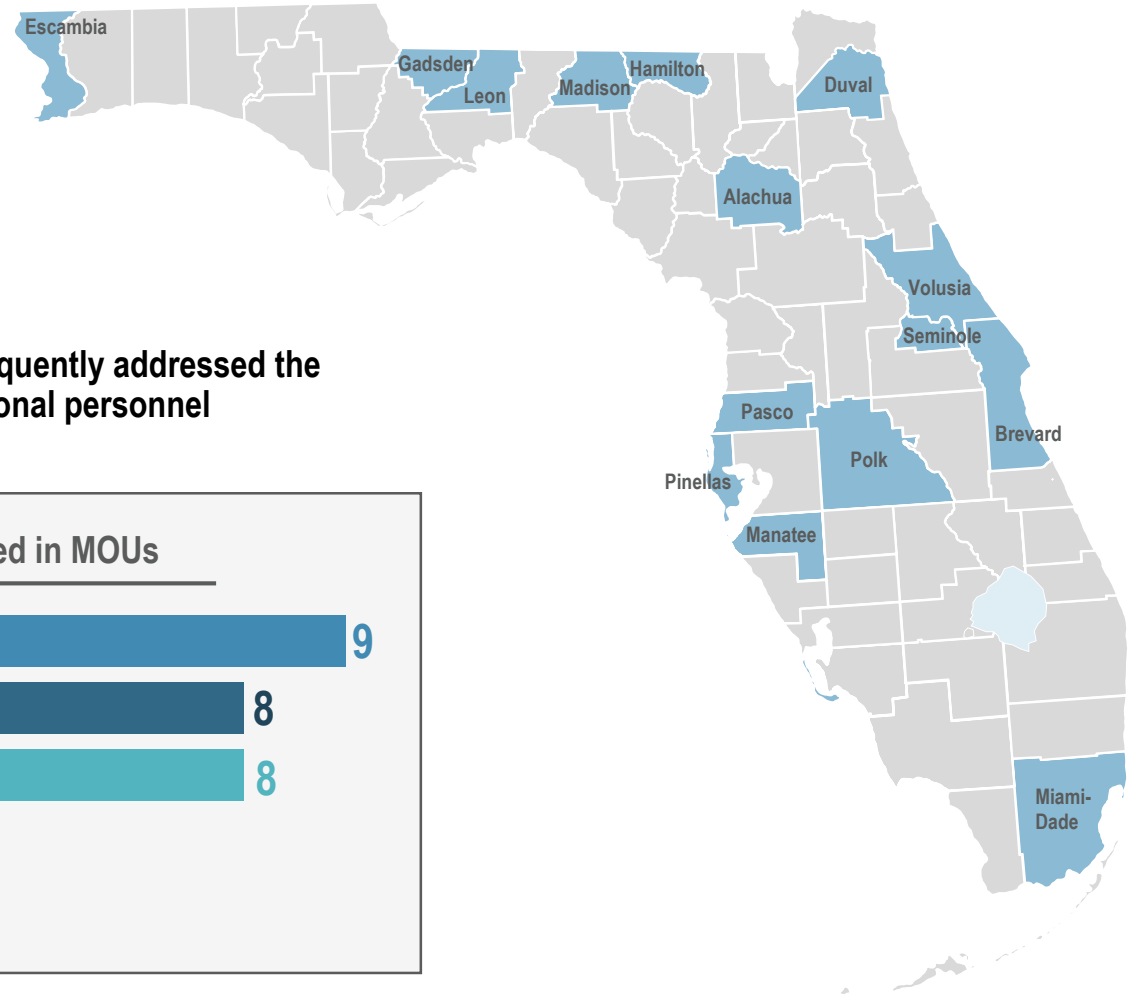 Escambia
Gadsden
Leon
Madison
Hamilton
Duval
Alachua
Volusia
Seminole
Pasco
Brevard
Polk
Pinellas
Manatee
Miami-
Dade
quently addressed the
onal personnel
ed in MOUs
9
8
8